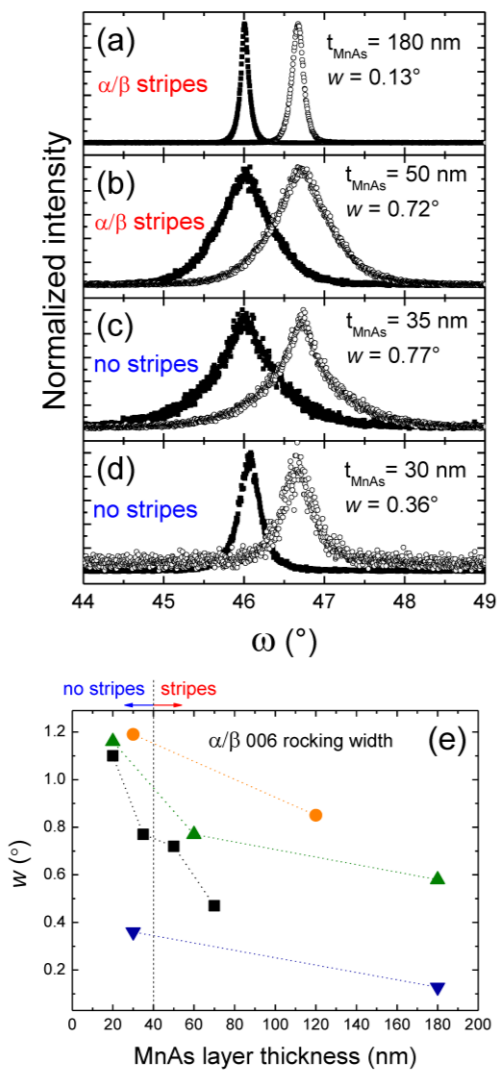 (a)
α/β stripes
t_MnAs = 180 nm
w = 0.13°
(b)
α/β stripes
t_MnAs = 50 nm
w = 0.72°
(c)
no stripes
t_MnAs = 35 nm
w = 0.77°
(d)
no stripes
t_MnAs = 30 nm
w = 0.36°
Normalized intensity
44 45 46 47 48 49
ω (°)
no stripes stripes
α/β 006 rocking width
(e)
1.2
1.0
0.8
0.6
0.4
0.2
w (°)
0 20 40 60 80 100 120 140 160 180 200
MnAs layer thickness (nm)